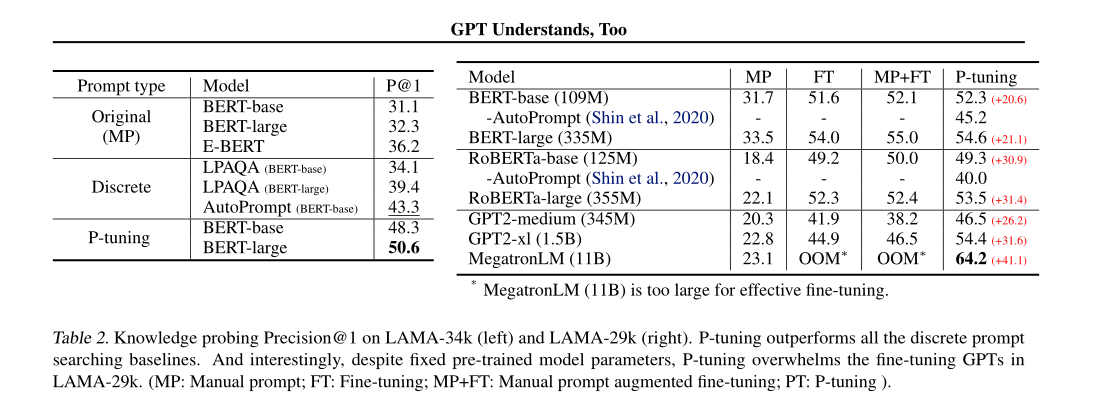 GPT Understands, Too
Prompt type Model P@1
Original (MP) BERT-base 31.1
BERT-large 32.3
E-BERT 36.2
Discrete LPAQA (BERT-base) 34.1
LPAQA (BERT-large) 39.4
AutoPrompt (BERT-base) 43.3
P-tuning BERT-base 48.3
BERT-large 50.6
Model MP FT MP+FT P-tuning
BERT-base (109M) 31.7 51.6 52.1 52.3 (+20.6)
-AutoPrompt (Shin et al., 2020) - - - 45.2
BERT-large (335M) 33.5 54.0 55.0 54.6 (+21.1)
RoBERTa-base (125M) 18.4 49.2 50.0 49.3 (+30.9)
-AutoPrompt (Shin et al., 2020) - - - 40.0
RoBERTa-large (355M) 22.1 52.3 52.4 53.5 (+31.4)
GPT2-medium (345M) 20.3 41.9 38.2 46.5 (+26.2)
GPT2-xl (1.5B) 22.8 44.9 46.5 54.4 (+31.6)
MegatronLM (11B) 23.1 OOM* OOM* 64.2 (+41.1)
* MegatronLM (11B) is too large for effective fine-tuning.
Table 2. Knowledge probing Precision@1 on LAMA-34k (left) and LAMA-29k (right). P-tuning outperforms all the discrete prompt
searching baselines. And interestingly, despite fixed pre-trained model parameters, P-tuning overwhelms the fine-tuning GPTs in
LAMA-29k. (MP: Manual prompt; FT: Fine-tuning; MP+FT: Manual prompt augmented fine-tuning; PT: P-tuning ).